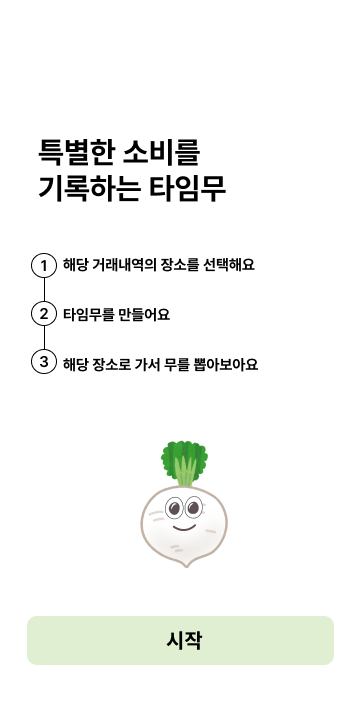 특별한 소비를
기록하는 타임무
1 해당 거래내역의 장소를 선택해요
2 타임무를 만들어요
3 해당 장소로 가서 무를 뽑아보아요
시작